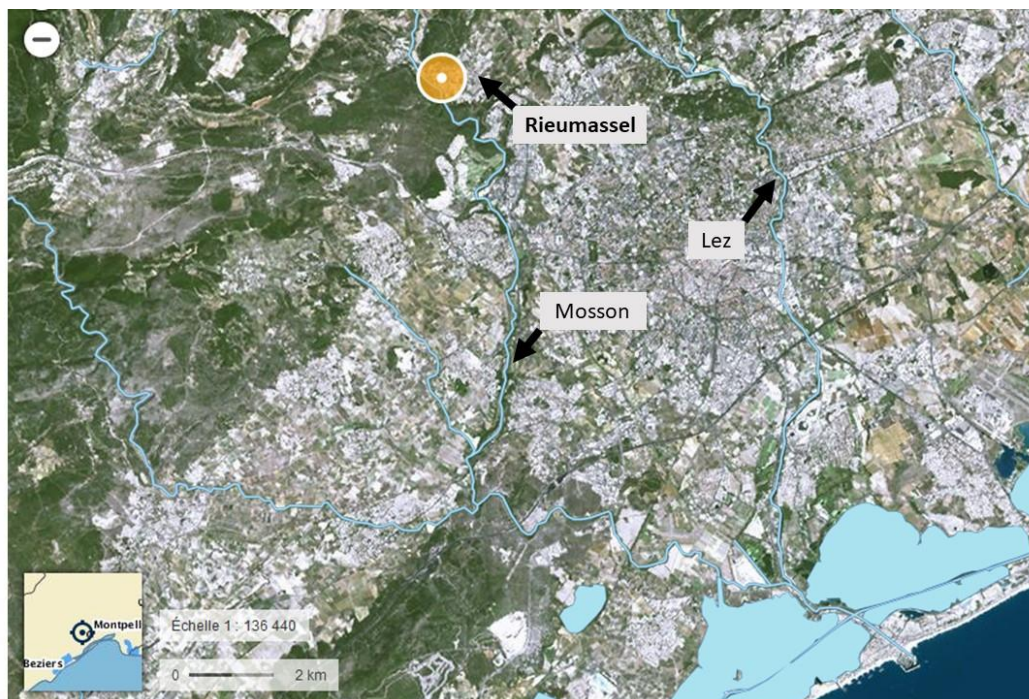 Rieumassel
Lez
Mosson
Montpell
Beziers
Échelle 1 : 136 440
0 2 km